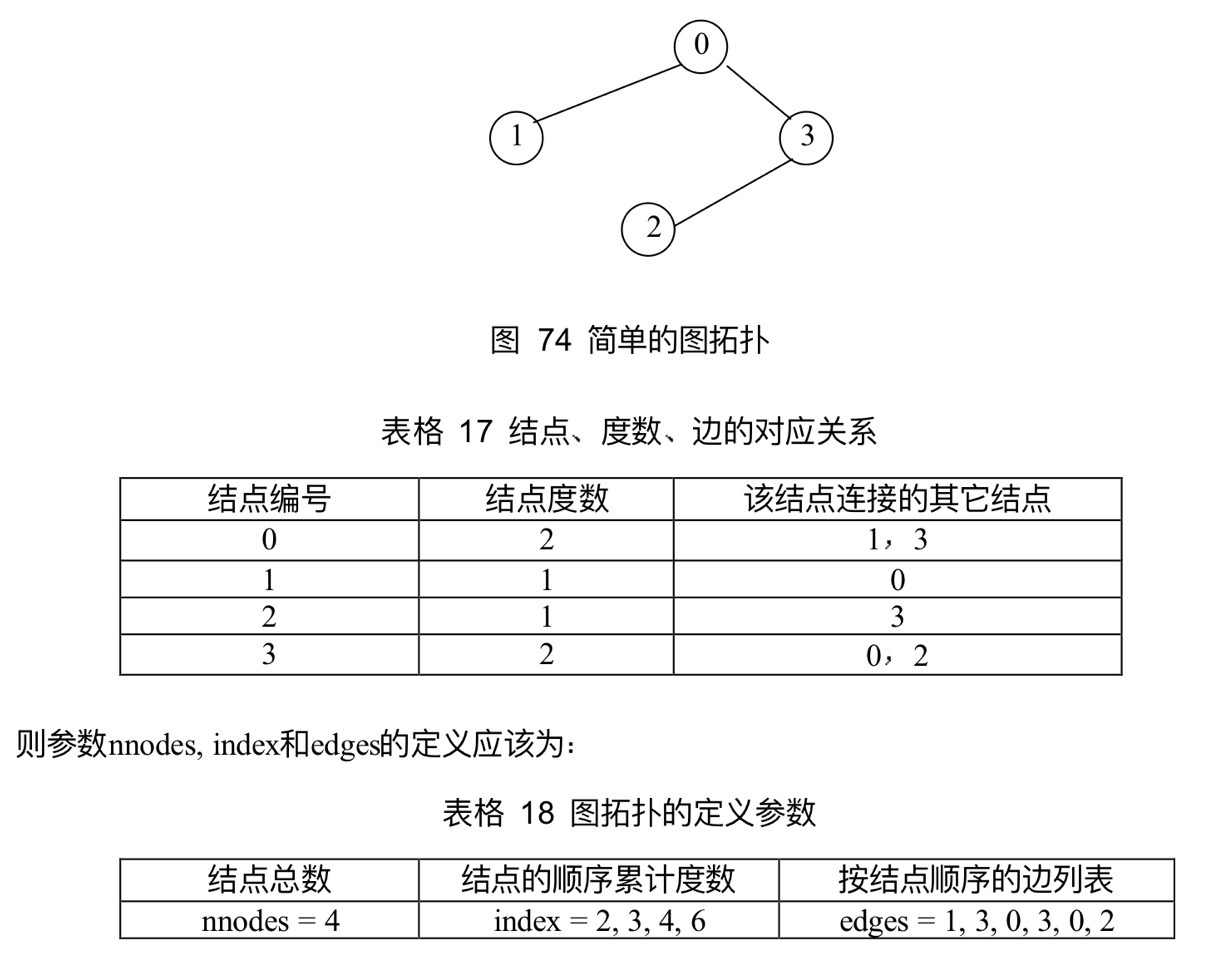 0
1
3
2
图 74 简单的图拓扑
表格 17 结点、度数、边的对应关系
结点编号 结点度数 该结点连接的其它结点
0 2 1，3
1 1 0
2 1 3
3 2 0，2
则参数nnodes, index和edges的定义应该为：
表格 18 图拓扑的定义参数
结点总数 结点的顺序累计度数 按结点顺序的边列表
nnodes = 4 index = 2, 3, 4, 6 edges = 1, 3, 0, 3, 0, 2